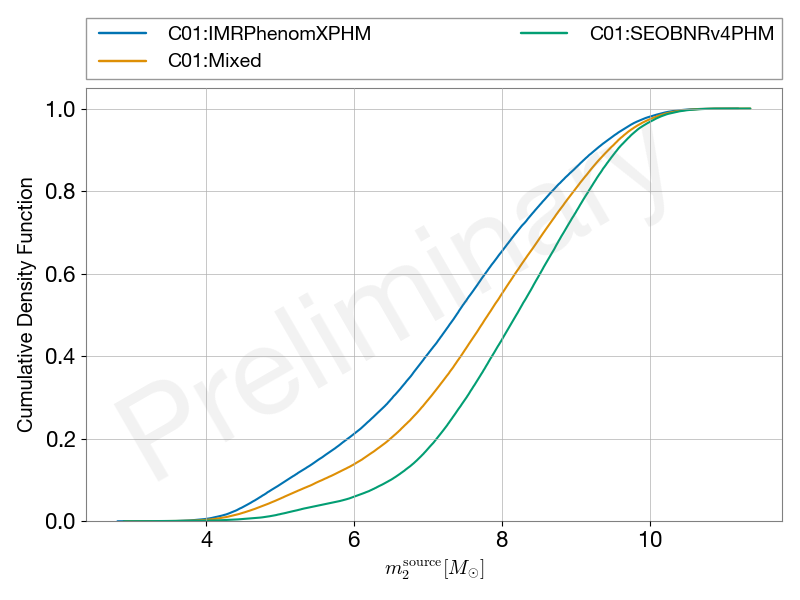 C01:IMRPhenomXPHM
C01:Mixed
C01:SEOBNRv4PHM
1.0
0.8
0.6
0.4
0.2
0.0
Cumulative Density Function
Preliminary
4 6 8 10
m₂^source [M☉]